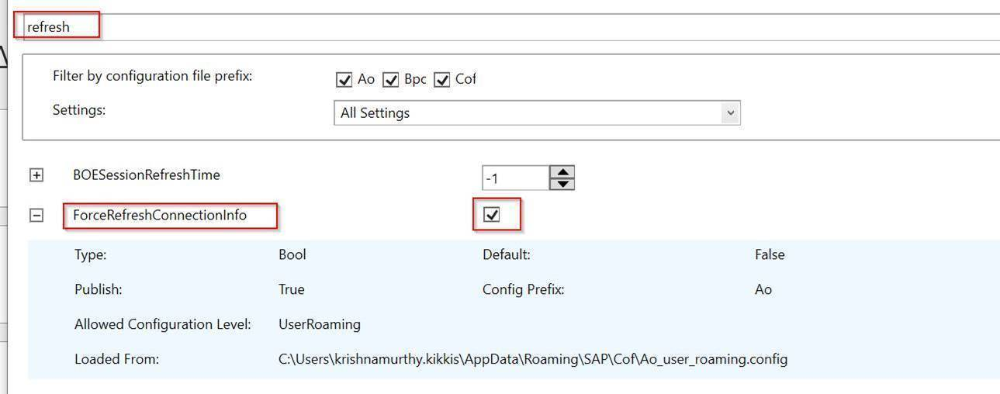 refresh
Filter by configuration file prefix: Ao Bpc Cof
Settings: All Settings
BOESessionRefreshTime -1
ForceRefreshConnectionInfo
Type: Bool Default: False
Publish: True Config Prefix: Ao
Allowed Configuration Level: UserRoaming
Loaded From: C:\Users\krishnamurthy.kikkis\AppData\Roaming\SAP\Cof\Ao_user_roaming.config